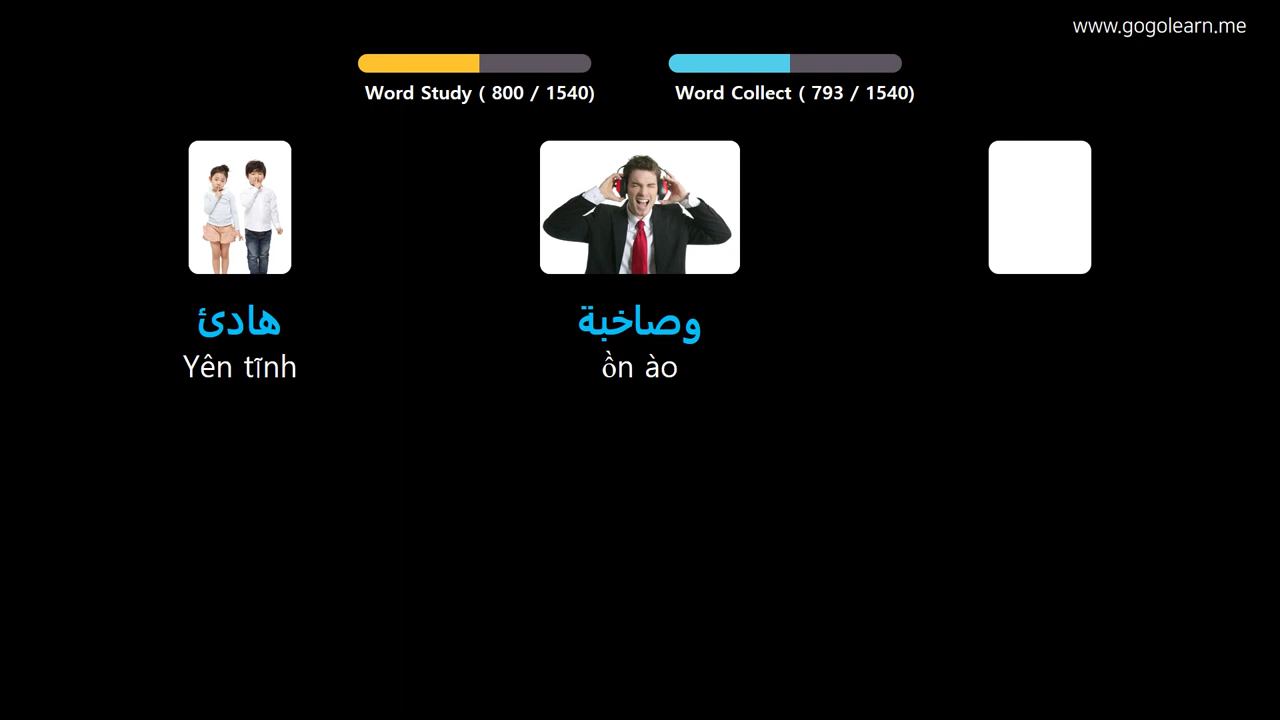 www.gogolearn.me
Word Study ( 800 / 1540)
Word Collect ( 793 / 1540)
هادئ
Yên tĩnh
وصاخبة
ồn ào